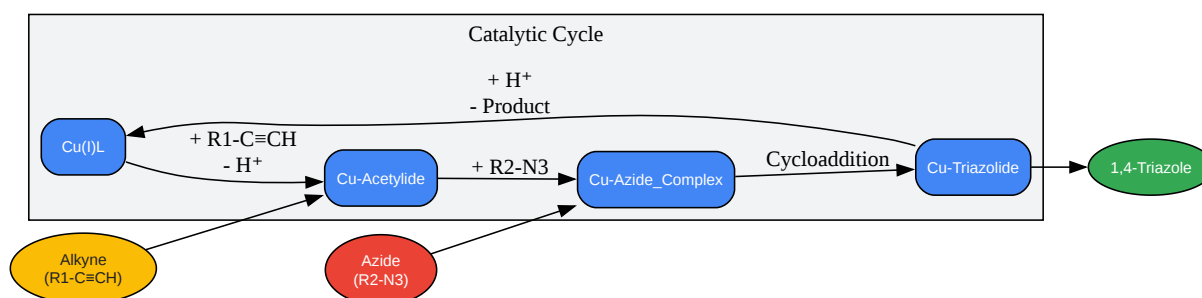 Catalytic Cycle
+ H⁺
- Product
Cu(I)L
+ R1-C≡CH
- H⁺
Cu-Acetylide
+ R2-N3
Cu-Azide_Complex
Cycloaddition
Cu-Triazolide
1,4-Triazole
Alkyne
(R1-C≡CH)
Azide
(R2-N3)